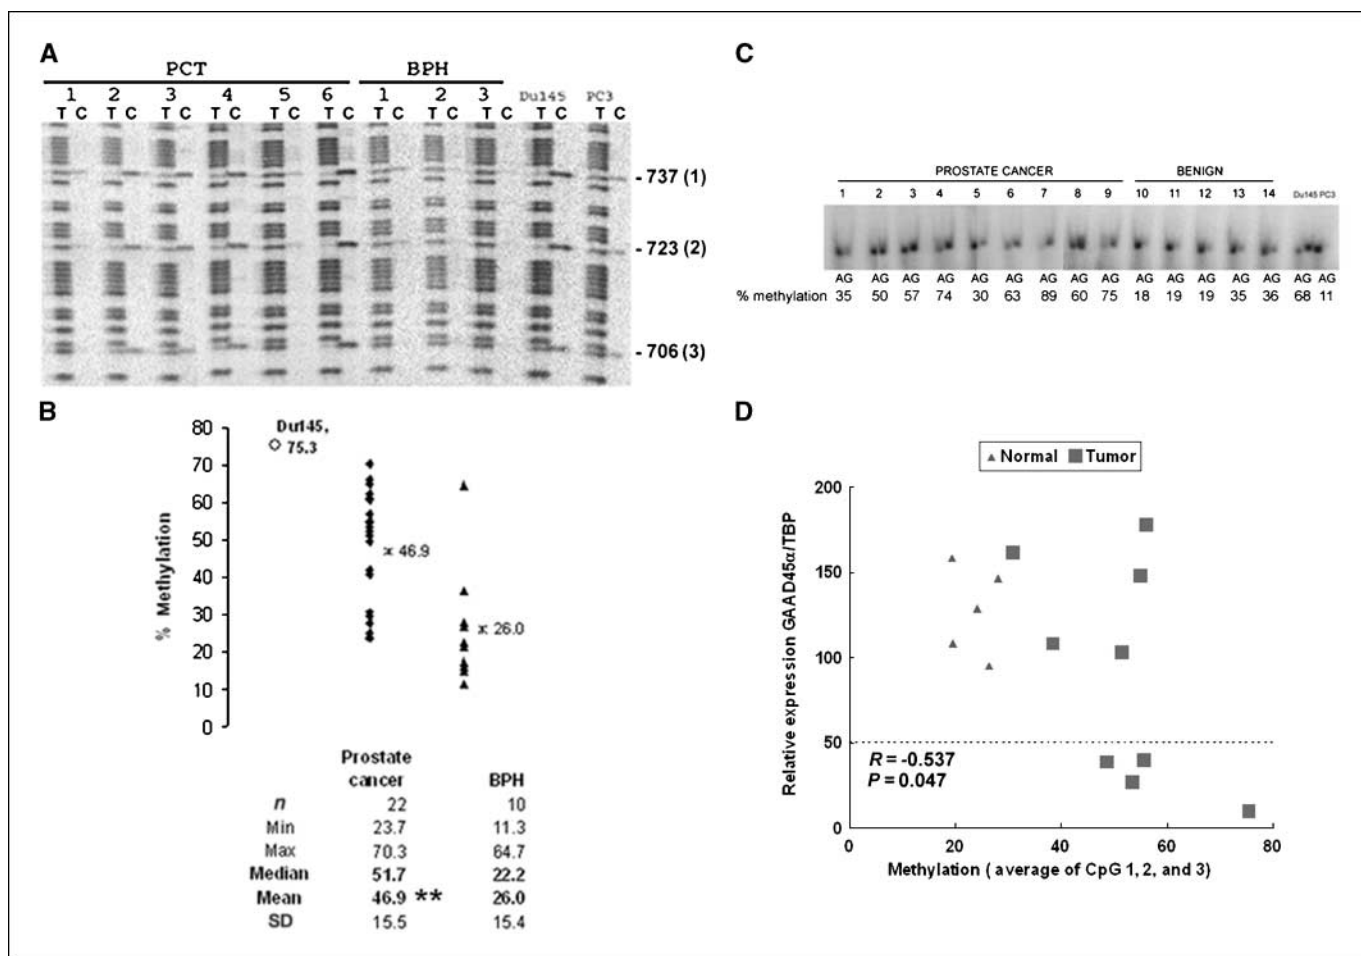 A
PCT BPH
1 2 3 4 5 6 1 2 3 Du145 PC3
T C T C T C T C T C T C T C T C T C T C T C
- 737 (1)
- 723 (2)
- 706 (3)
B
80
70
60
50
40
30
20
10
0
% Methylation
Du145,
75.3
46.9
26.0
Prostate
cancer BPH
n 22 10
Min 23.7 11.3
Max 70.3 64.7
Median 51.7 22.2
Mean 46.9 ** 26.0
SD 15.5 15.4
C
PROSTATE CANCER BENIGN
1 2 3 4 5 6 7 8 9 10 11 12 13 14 Du145 PC3
AG AG AG AG AG AG AG AG AG AG AG AG AG AG AG AG
% methylation 35 50 57 74 30 63 89 60 75 18 19 19 35 36 68 11
D
Normal Tumor
Relative expression GAAD45α/TBP
200
150
100
50
0
R = -0.537
P = 0.047
0 20 40 60 80
Methylation ( average of CpG 1, 2, and 3)